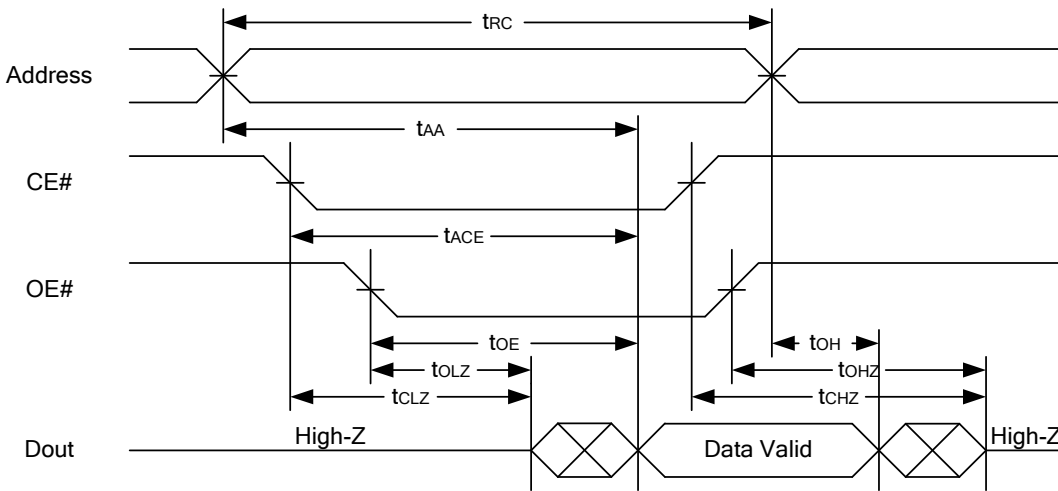 tRC
Address
tAA
CE#
tACE
OE#
tOE
tOH
tOLZ
tOHZ
tCLZ
tCHZ
High-Z
Data Valid
High-Z
Dout